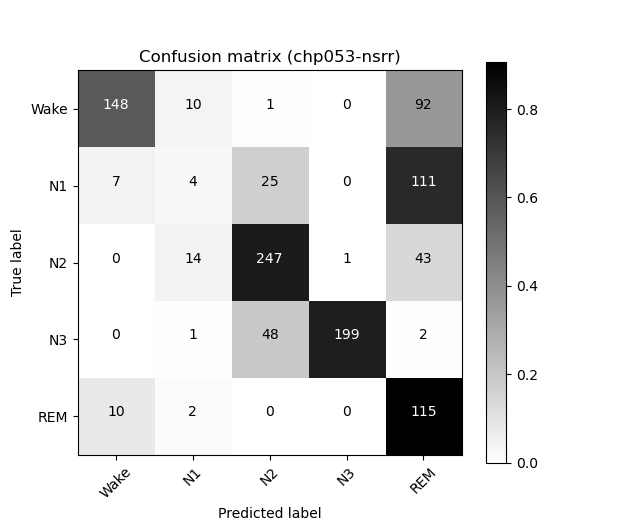 Confusion matrix (chp053-nsrr)
Wake 148 10 1 0 92
N1 7 4 25 0 111
N2 0 14 247 1 43
N3 0 1 48 199 2
REM 10 2 0 0 115
Wake N1 N2 N3 REM
Predicted label
True label
0.8
0.6
0.4
0.2
0.0